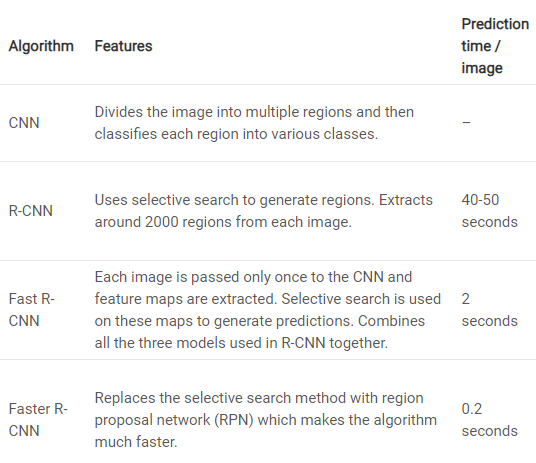 Algorithm Features Prediction time / image
CNN Divides the image into multiple regions and then
classifies each region into various classes. –
R-CNN Uses selective search to generate regions. Extracts
around 2000 regions from each image. 40-50
seconds
Fast R-
CNN Each image is passed only once to the CNN and
feature maps are extracted. Selective search is used
on these maps to generate predictions. Combines
all the three models used in R-CNN together. 2
seconds
Faster R-
CNN Replaces the selective search method with region
proposal network (RPN) which makes the algorithm
much faster. 0.2
seconds